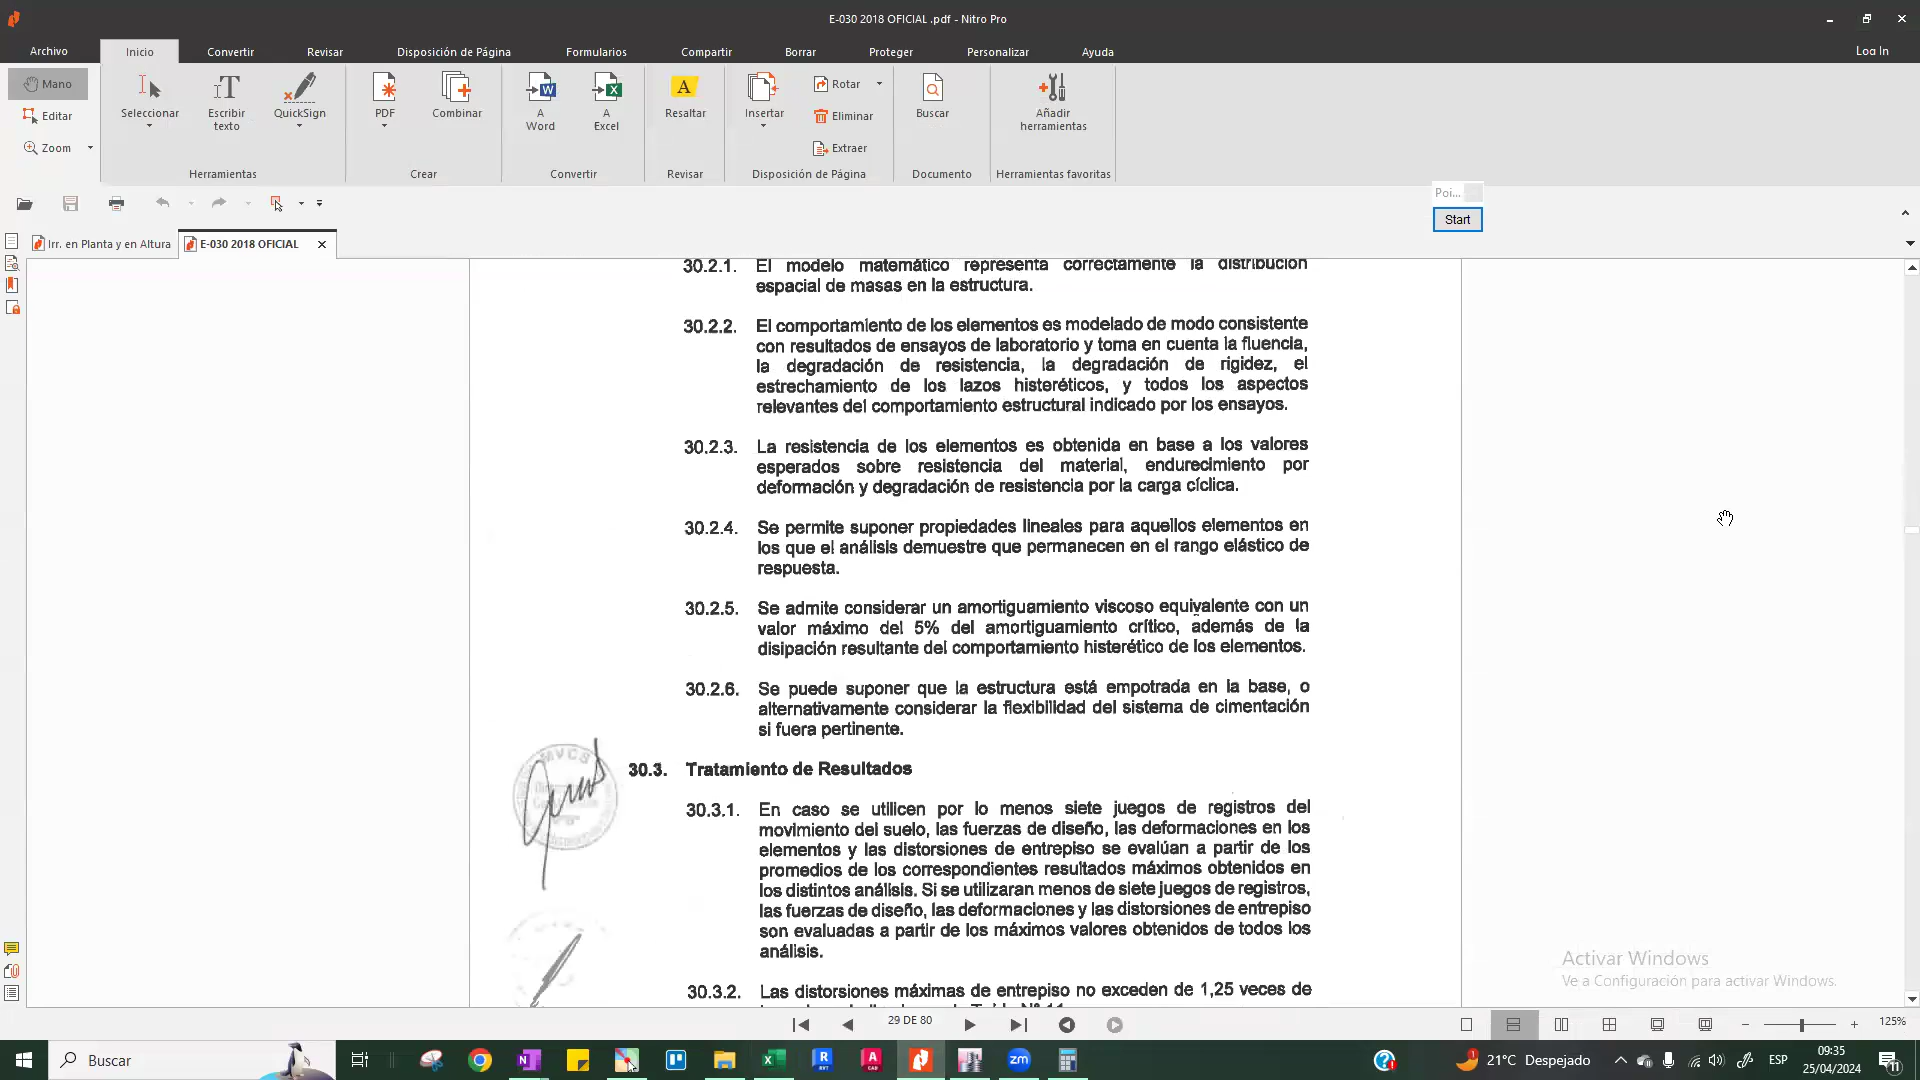 E-030 2018 OFICIAL .pdf - Nitro Pro
Archivo Inicio Convertir Revisar Disposición de Página Formularios Compartir Borrar Proteger Personalizar Ayuda Log In
Mano
Editar
Zoom
Seleccionar
Escribir
texto
QuickSign
Herramientas
PDF
Combinar
Crear
A
Word
A
Excel
Convertir
Resaltar
Revisar
Insertar
Rotar
Eliminar
Extraer
Disposición de Página
Buscar
Documento
Añadir
herramientas
Herramientas favoritas
Poi...
Start
Irr. en Planta y en Altura
E-030 2018 OFICIAL
30.2.1. El modelo matemático representa correctamente la distribución
espacial de masas en la estructura.
30.2.2. El comportamiento de los elementos es modelado de modo consistente
con resultados de ensayos de laboratorio y toma en cuenta la fluencia,
la degradación de resistencia, la degradación de rigidez, el
estrechamiento de los lazos histeréticos, y todos los aspectos
relevantes del comportamiento estructural indicado por los ensayos.
30.2.3. La resistencia de los elementos es obtenida en base a los valores
esperados sobre resistencia del material, endurecimiento por
deformación y degradación de resistencia por la carga cíclica.
30.2.4. Se permite suponer propiedades lineales para aquellos elementos en
los que el análisis demuestre que permanecen en el rango elástico de
respuesta.
30.2.5. Se admite considerar un amortiguamiento viscoso equivalente con un
valor máximo del 5% del amortiguamiento crítico, además de la
disipación resultante del comportamiento histerético de los elementos.
30.2.6. Se puede suponer que la estructura está empotrada en la base, o
alternativamente considerar la flexibilidad del sistema de cimentación
si fuera pertinente.
MVCS
30.3. Tratamiento de Resultados
30.3.1. En caso se utilicen por lo menos siete juegos de registros del
movimiento del suelo, las fuerzas de diseño, las deformaciones en los
elementos y las distorsiones de entrepiso se evalúan a partir de los
promedios de los correspondientes resultados máximos obtenidos en
los distintos análisis. Si se utilizaran menos de siete juegos de registros,
las fuerzas de diseño, las deformaciones y las distorsiones de entrepiso
son evaluadas a partir de los máximos valores obtenidos de todos los
análisis.
30.3.2. Las distorsiones máximas de entrepiso no exceden de 1,25 veces de
Activar Windows
Ve a Configuración para activar Windows.
29 DE 80
125%
Buscar
21°C Despejado
ESP
09:35
25/04/2024
11